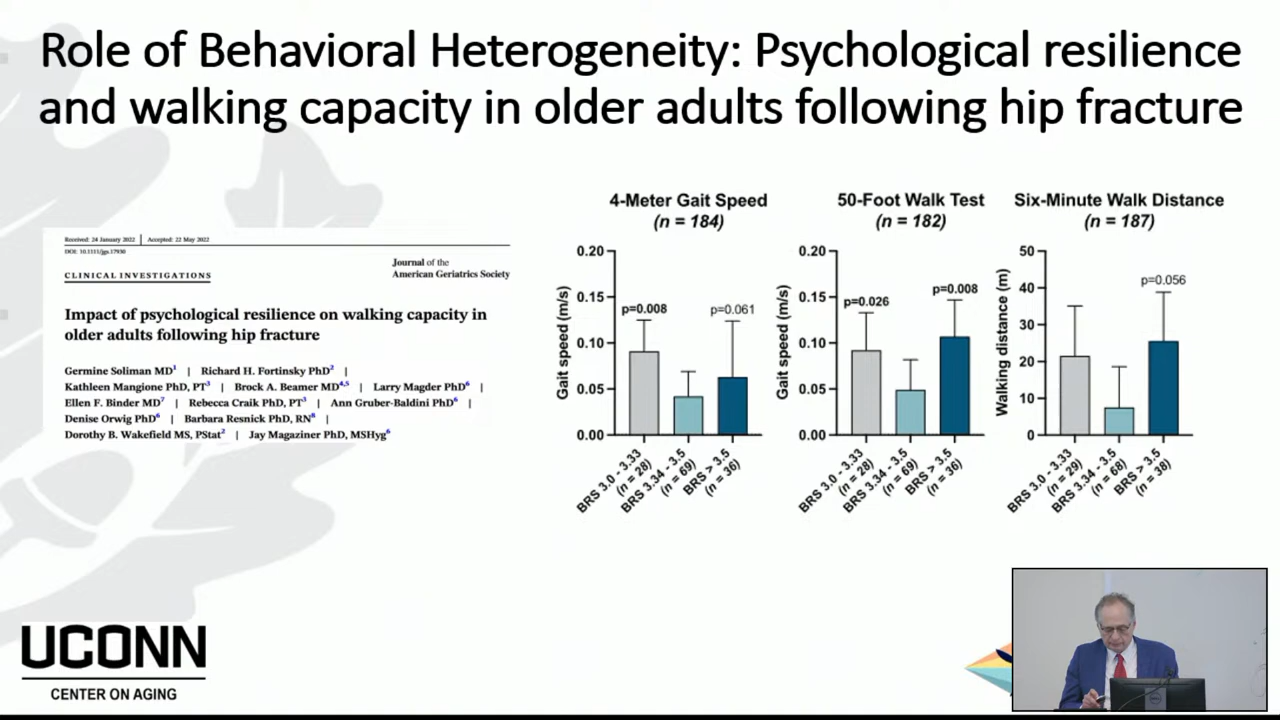 Role of Behavioral Heterogeneity: Psychological resilience
and walking capacity in older adults following hip fracture
Received: 24 January 2022 | Accepted: 22 May 2022
DOI: 10.1111/jgs.17930
CLINICAL INVESTIGATIONS
Journal of the
American Geriatrics Society
Impact of psychological resilience on walking capacity in
older adults following hip fracture
Germine Soliman MD1 | Richard H. Fortinsky PhD2 |
Kathleen Mangione PhD, PT3 | Brock A. Beamer MD4,5 | Larry Magder PhD6 |
Ellen F. Binder MD7 | Rebecca Craik PhD, PT3 | Ann Gruber-Baldini PhD6 |
Denise Orwig PhD6 | Barbara Resnick PhD, RN8 |
Dorothy B. Wakefield MS, PStat2 | Jay Magaziner PhD, MSHyg6
4-Meter Gait Speed
(n = 184)
Gait speed (m/s)
0.20
0.15
0.10
0.05
0.00
p=0.008
p=0.061
BRS 3.0 - 3.33
(n = 28)
BRS 3.34 - 3.5
(n = 69)
BRS > 3.5
(n = 36)
50-Foot Walk Test
(n = 182)
Gait speed (m/s)
0.20
0.15
0.10
0.05
0.00
p=0.026
p=0.008
BRS 3.0 - 3.33
(n = 28)
BRS 3.34 - 3.5
(n = 69)
BRS > 3.5
(n = 36)
Six-Minute Walk Distance
(n = 187)
Walking distance (m)
50
40
30
20
10
0
p=0.056
BRS 3.0 - 3.33
(n = 29)
BRS 3.34 - 3.5
(n = 68)
BRS > 3.5
(n = 38)
UCONN
CENTER ON AGING